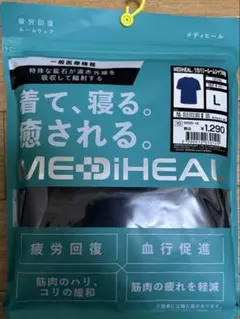 疲労回復
ルームウェア
メディヒール
一般医療機器
特殊な鉱石が遠赤外線を
吸収して輻射する
着て、寝る。
癒される。
MEDiHEAL
L
¥1,290
疲労回復
血行促進
筋肉のハリ、
コリの緩和
筋肉の疲れを軽減